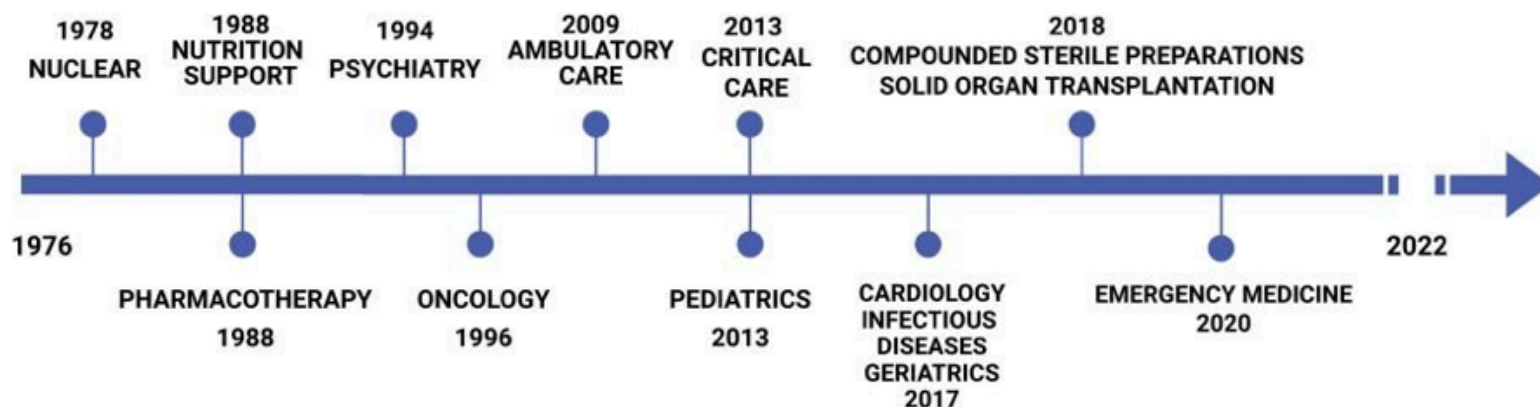 1978
NUCLEAR
1988
NUTRITION
SUPPORT
1994
PSYCHIATRY
2009
AMBULATORY
CARE
2013
CRITICAL
CARE
2018
COMPOUNDED STERILE PREPARATIONS
SOLID ORGAN TRANSPLANTATION
1976
2022
PHARMACOTHERAPY
1988
ONCOLOGY
1996
PEDIATRICS
2013
CARDIOLOGY
INFECTIOUS
DISEASES
GERIATRICS
2017
EMERGENCY MEDICINE
2020